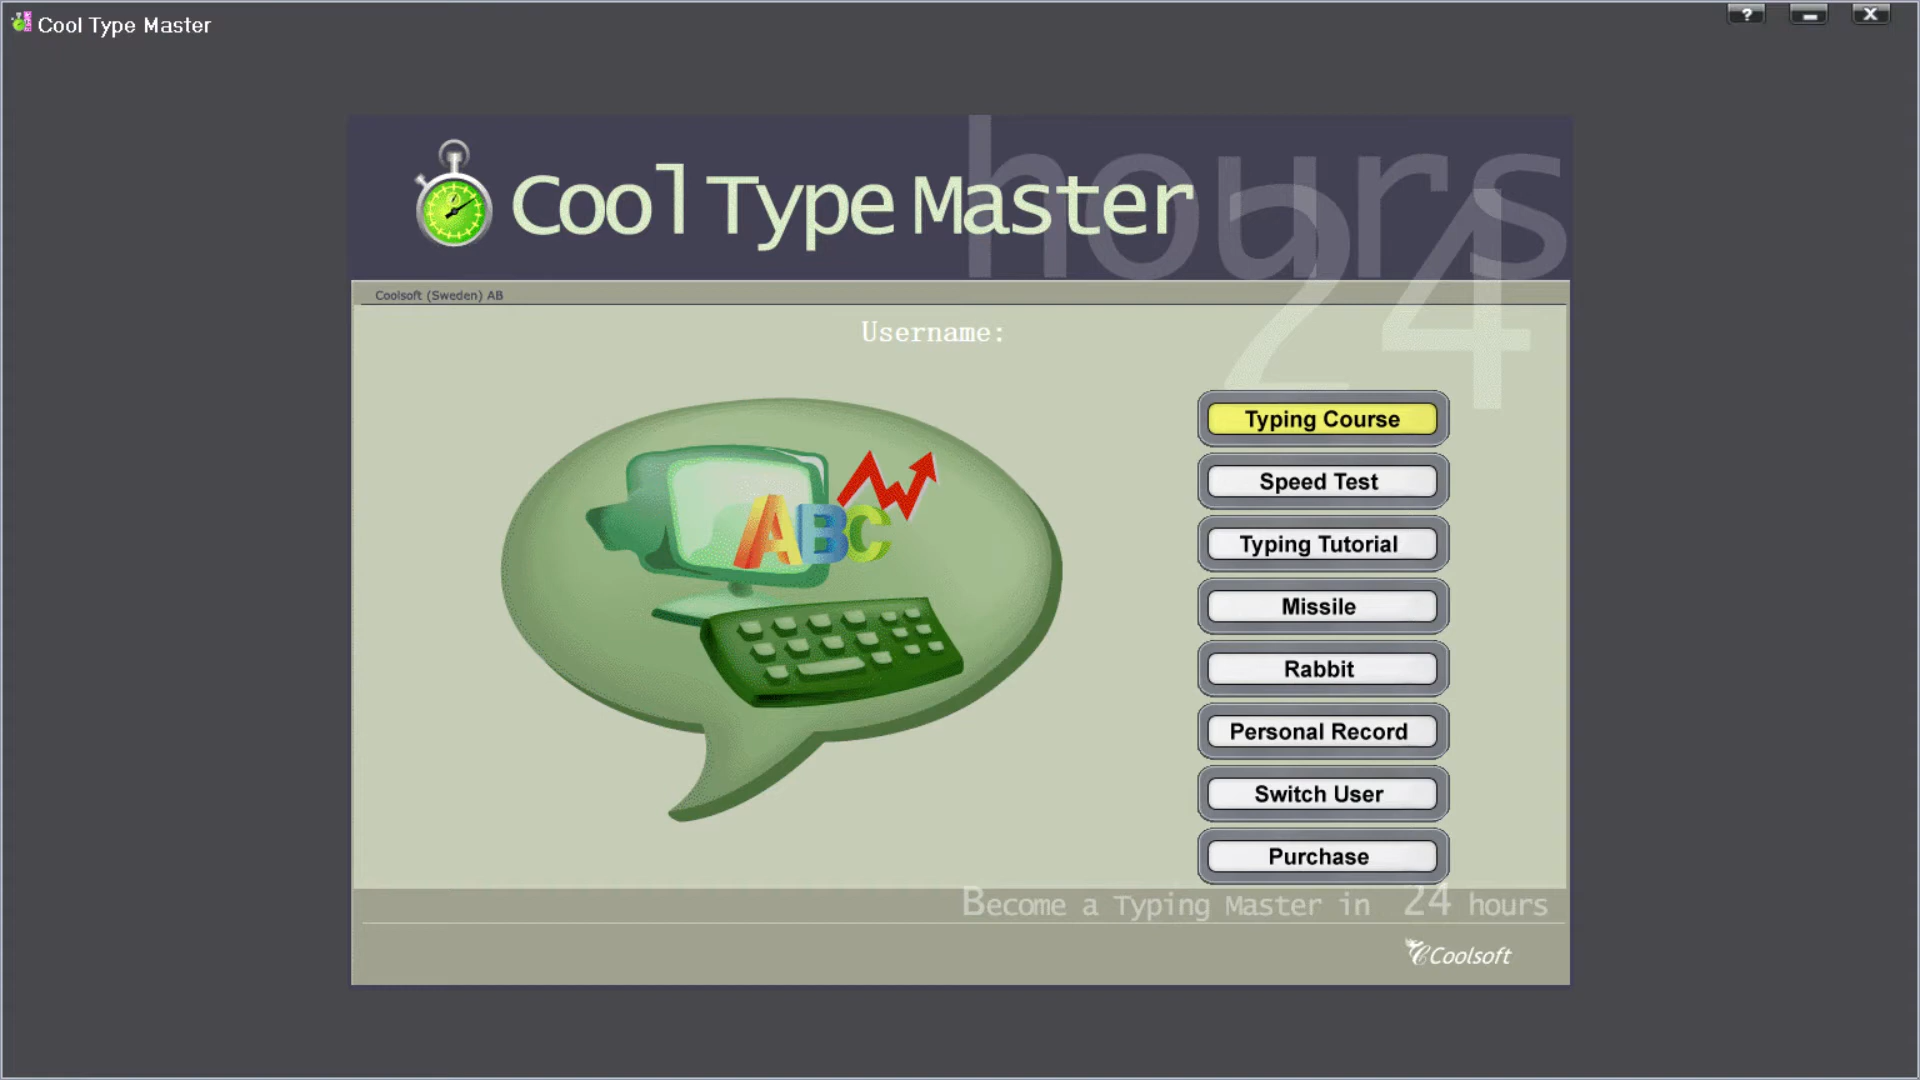 Cool Type Master
?
X
hours
Cool Type Master
24
Coolsoft (Sweden) AB
Username:
Typing Course
ABC
Speed Test
Typing Tutorial
Missile
Rabbit
Personal Record
Switch User
Purchase
Become a Typing Master in 24 hours
Coolsoft